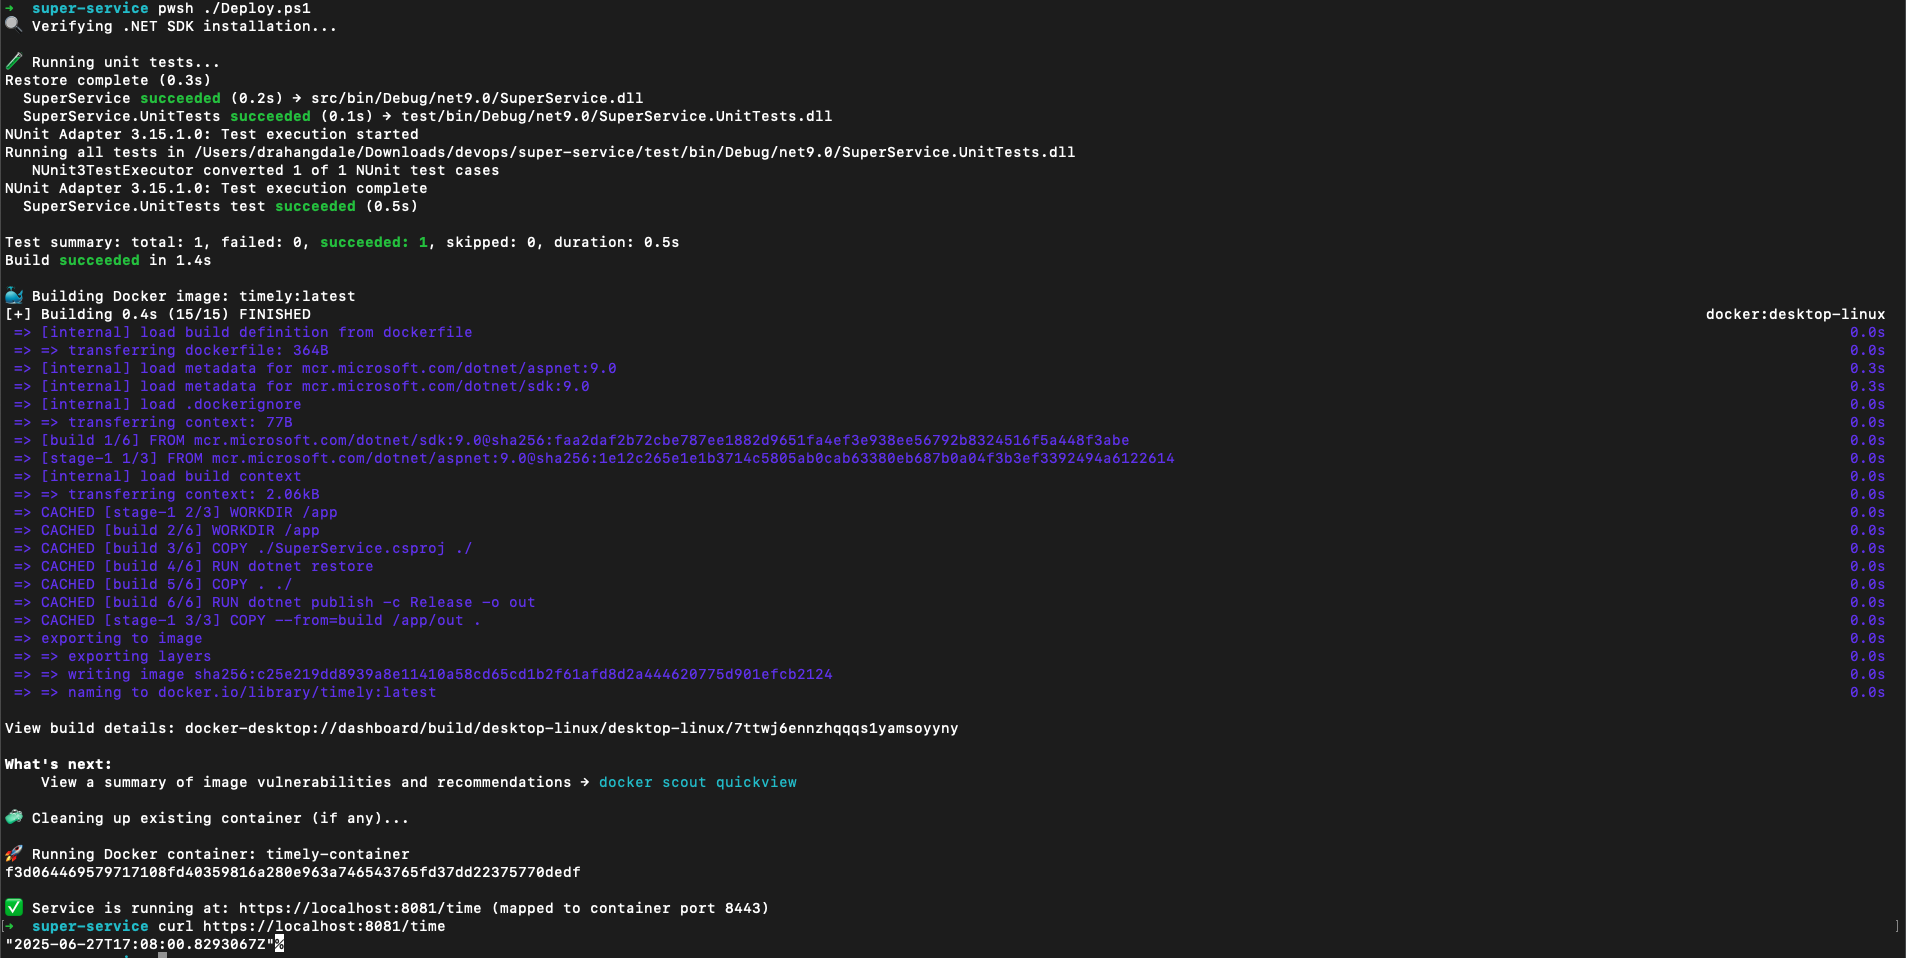 ➜  super-service pwsh ./Deploy.ps1
🔍 Verifying .NET SDK installation...
🧪 Running unit tests...
Restore complete (0.3s)
  SuperService succeeded (0.2s) → src/bin/Debug/net9.0/SuperService.dll
  SuperService.UnitTests succeeded (0.1s) → test/bin/Debug/net9.0/SuperService.UnitTests.dll
NUnit Adapter 3.15.1.0: Test execution started
Running all tests in /Users/drahangdale/Downloads/devops/super-service/test/bin/Debug/net9.0/SuperService.UnitTests.dll
   NUnit3TestExecutor converted 1 of 1 NUnit test cases
NUnit Adapter 3.15.1.0: Test execution complete
  SuperService.UnitTests test succeeded (0.5s)
Test summary: total: 1, failed: 0, succeeded: 1, skipped: 0, duration: 0.5s
Build succeeded in 1.4s
🐳 Building Docker image: timely:latest
[+] Building 0.4s (15/15) FINISHED docker:desktop-linux
 => [internal] load build definition from dockerfile 0.0s
 => => transferring dockerfile: 364B 0.0s
 => [internal] load metadata for mcr.microsoft.com/dotnet/aspnet:9.0 0.3s
 => [internal] load metadata for mcr.microsoft.com/dotnet/sdk:9.0 0.3s
 => [internal] load .dockerignore 0.0s
 => => transferring context: 77B 0.0s
 => [build 1/6] FROM mcr.microsoft.com/dotnet/sdk:9.0@sha256:faa2daf2b72cbe787ee1882d9651fa4ef3e938ee56792b8324516f5a448f3abe 0.0s
 => [stage-1 1/3] FROM mcr.microsoft.com/dotnet/aspnet:9.0@sha256:1e12c265e1e1b3714c5805ab0cab63380eb687b0a04f3b3ef3392494a6122614 0.0s
 => [internal] load build context 0.0s
 => => transferring context: 2.06kB 0.0s
 => CACHED [stage-1 2/3] WORKDIR /app 0.0s
 => CACHED [build 2/6] WORKDIR /app 0.0s
 => CACHED [build 3/6] COPY ./SuperService.csproj ./ 0.0s
 => CACHED [build 4/6] RUN dotnet restore 0.0s
 => CACHED [build 5/6] COPY . ./ 0.0s
 => CACHED [build 6/6] RUN dotnet publish -c Release -o out 0.0s
 => CACHED [stage-1 3/3] COPY --from=build /app/out . 0.0s
 => exporting to image 0.0s
 => => exporting layers 0.0s
 => => writing image sha256:c25e219dd8939a8e11410a58cd65cd1b2f61afd8d2a444620775d901efcb2124 0.0s
 => => naming to docker.io/library/timely:latest 0.0s
View build details: docker-desktop://dashboard/build/desktop-linux/desktop-linux/7ttwj6ennzhqqqs1yamsoyyny
What's next:
    View a summary of image vulnerabilities and recommendations → docker scout quickview
🧼 Cleaning up existing container (if any)...
🚀 Running Docker container: timely-container
f3d064469579717108fd40359816a280e963a746543765fd37dd22375770dedf
✅ Service is running at: https://localhost:8081/time (mapped to container port 8443)
[➜  super-service curl https://localhost:8081/time ]
"2025-06-27T17:08:00.8293067Z"%